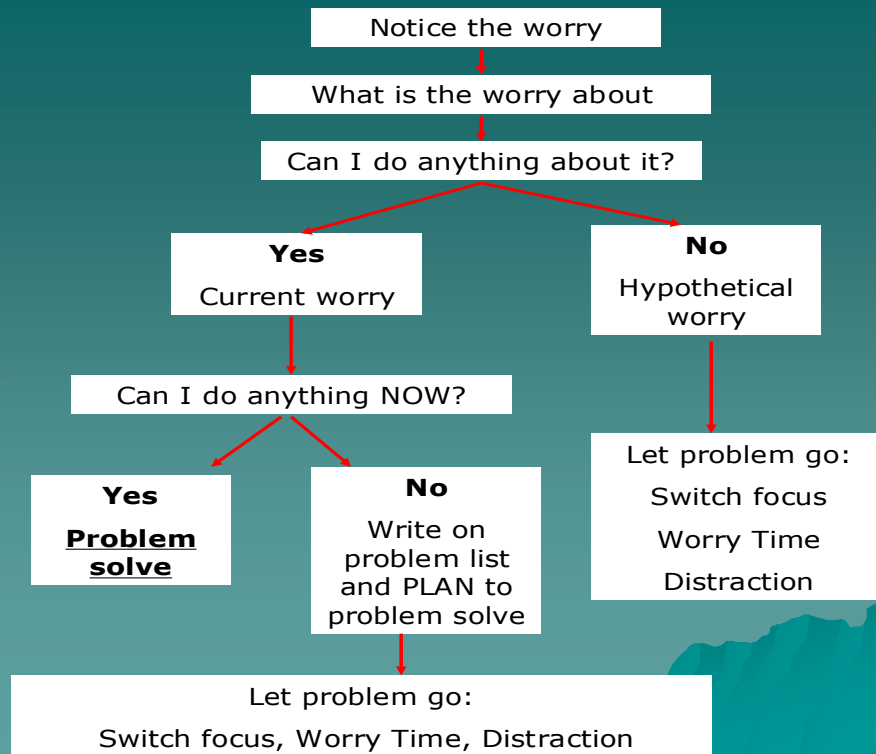 Notice the worry
What is the worry about
Can I do anything about it?
Yes
Current worry
No
Hypothetical
worry
Can I do anything NOW?
Yes
Problem
solve
No
Write on
problem list
and PLAN to
problem solve
Let problem go:
Switch focus
Worry Time
Distraction
Let problem go:
Switch focus, Worry Time, Distraction